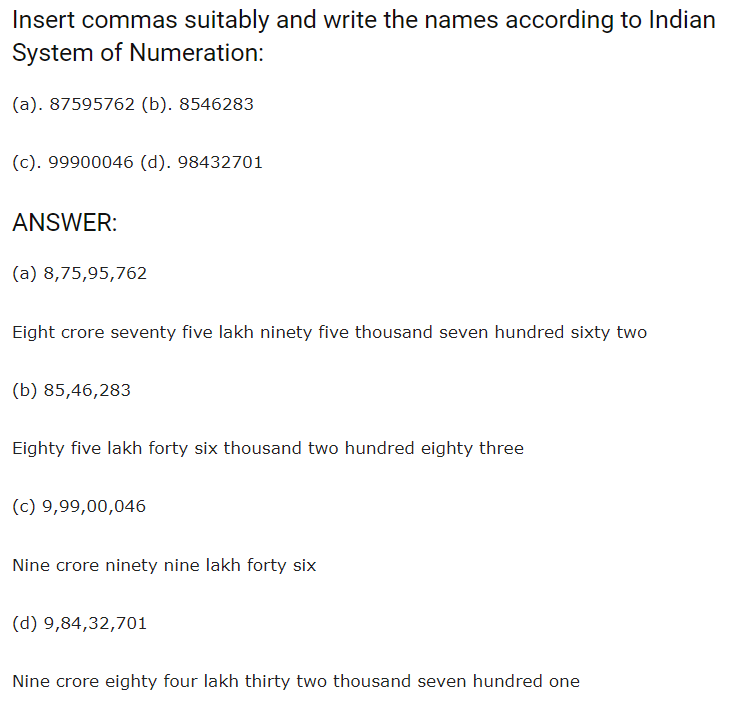 Insert commas suitably and write the names according to Indian
System of Numeration:
(a). 87595762 (b). 8546283
(c). 99900046 (d). 98432701
ANSWER:
(a) 8,75,95,762
Eight crore seventy five lakh ninety five thousand seven hundred sixty two
(b) 85,46,283
Eighty five lakh forty six thousand two hundred eighty three
(c) 9,99,00,046
Nine crore ninety nine lakh forty six
(d) 9,84,32,701
Nine crore eighty four lakh thirty two thousand seven hundred one